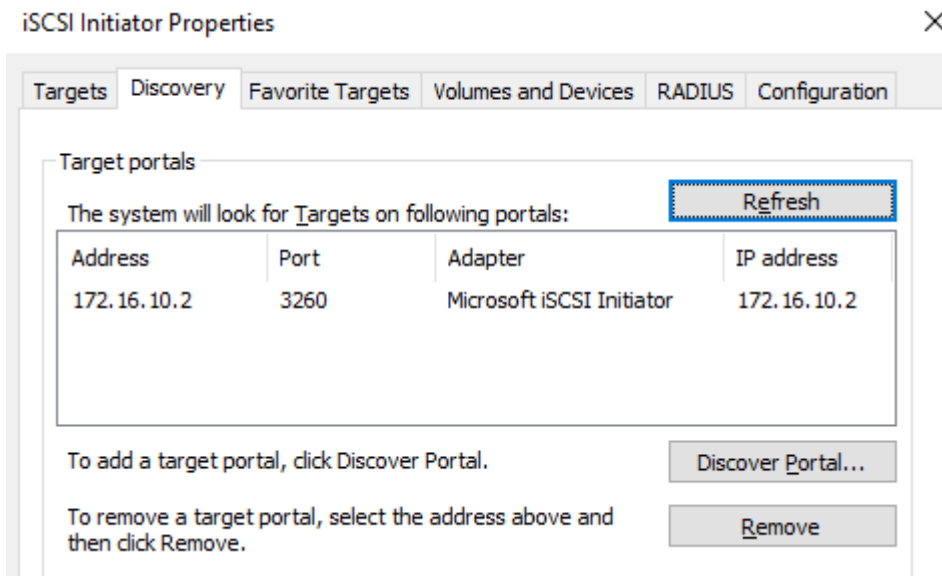 iSCSI Initiator Properties
Targets Discovery Favorite Targets Volumes and Devices RADIUS Configuration
Target portals
The system will look for Targets on following portals:
Refresh
Address Port Adapter IP address
172.16.10.2 3260 Microsoft iSCSI Initiator 172.16.10.2
To add a target portal, click Discover Portal.
Discover Portal...
To remove a target portal, select the address above and
then click Remove.
Remove